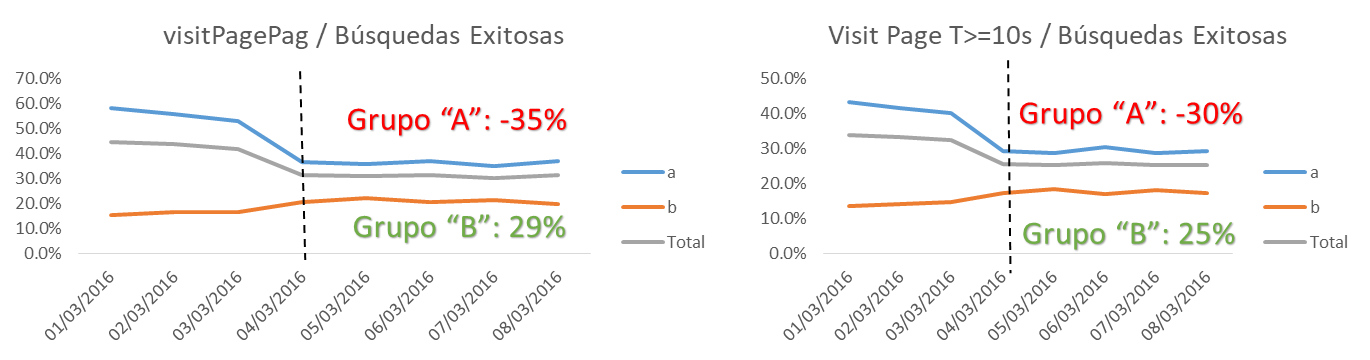 visitPagePag / Búsquedas Exitosas
70.0%
60.0%
50.0%
40.0%
30.0%
20.0%
10.0%
0.0%
Grupo “A”: -35%
Grupo “B”: 29%
a
b
Total
01/03/2016
02/03/2016
03/03/2016
04/03/2016
05/03/2016
06/03/2016
07/03/2016
08/03/2016
Visit Page T>=10s / Búsquedas Exitosas
50.0%
40.0%
30.0%
20.0%
10.0%
0.0%
Grupo “A”: -30%
Grupo “B”: 25%
a
b
Total
01/03/2016
02/03/2016
03/03/2016
04/03/2016
05/03/2016
06/03/2016
07/03/2016
08/03/2016